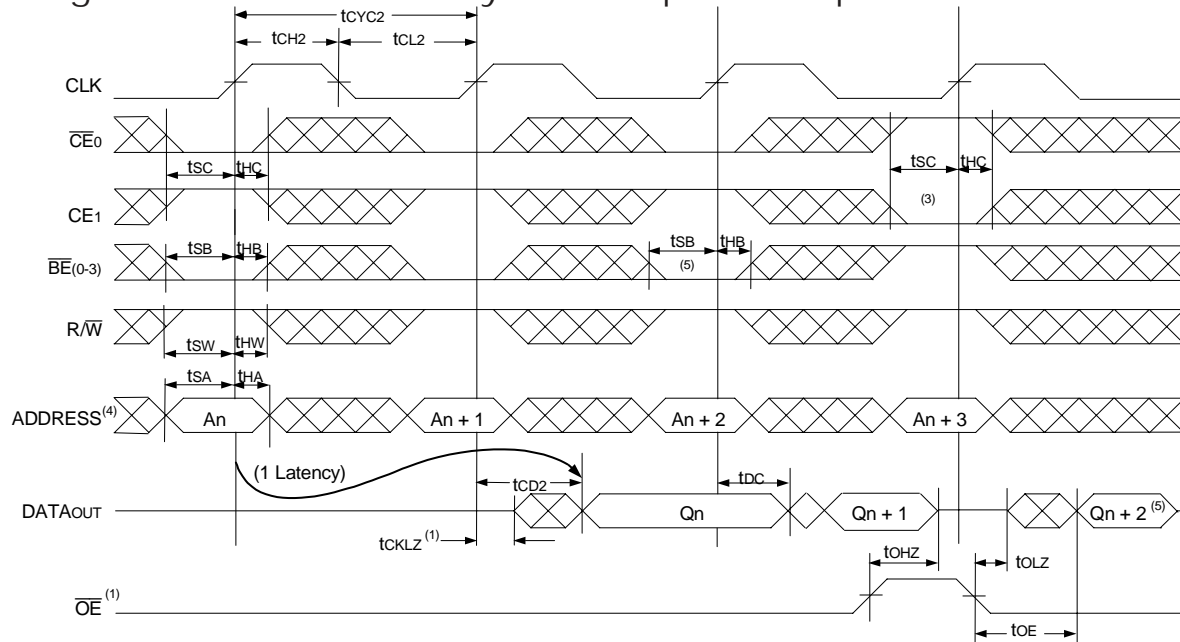 tCYC2
tCH2 tCL2
CLK
CE0
tSC tHC tSC tHC
(3)
CE1
tSB tHB tSB tHB
BE(0-3) (5)
R/W
tSW tHW
tSA tHA
ADDRESS(4) An An + 1 An + 2 An + 3
(1 Latency)
tCD2 tDC
DATAOUT Qn Qn + 1 Qn + 2 (5)
tCKLZ (1)
tOHZ tOLZ
OE (1)
tOE